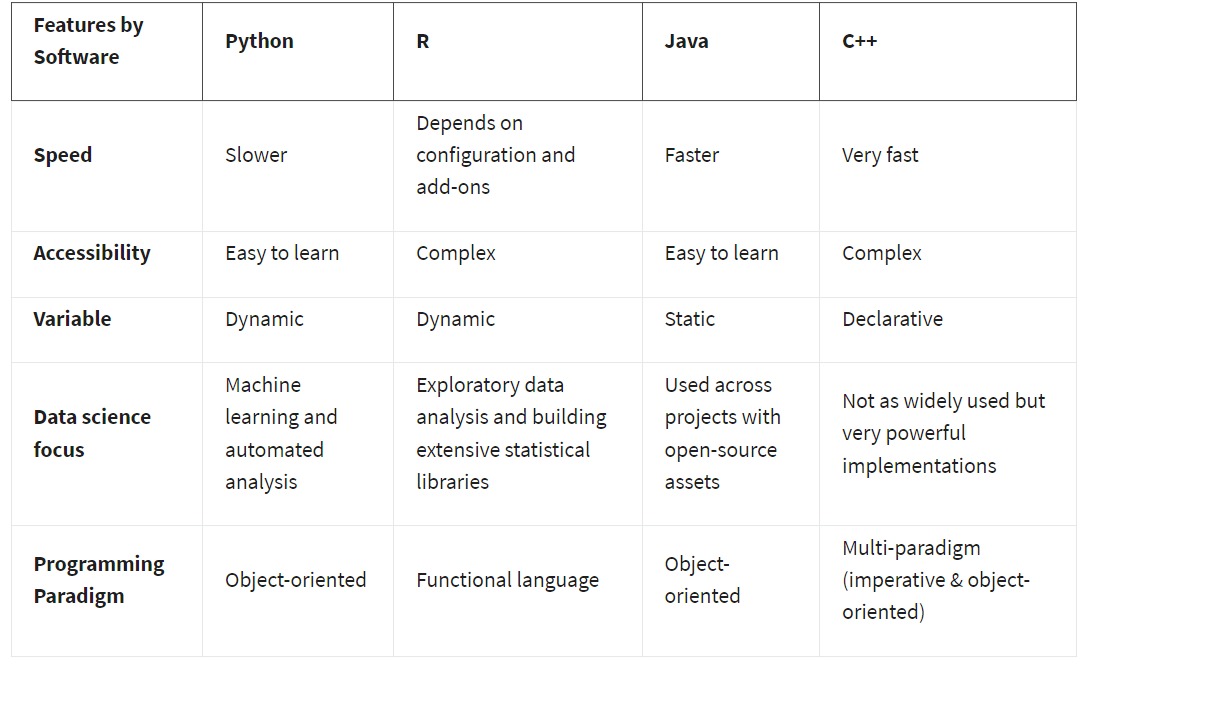 Features by
Software
Python
R
Java
C++
Speed
Slower
Depends on
configuration and
add-ons
Faster
Very fast
Accessibility
Easy to learn
Complex
Easy to learn
Complex
Variable
Dynamic
Dynamic
Static
Declarative
Data science
focus
Machine
learning and
automated
analysis
Exploratory data
analysis and building
extensive statistical
libraries
Used across
projects with
open-source
assets
Not as widely used but
very powerful
implementations
Programming
Paradigm
Object-oriented
Functional language
Object-
oriented
Multi-paradigm
(imperative & object-
oriented)